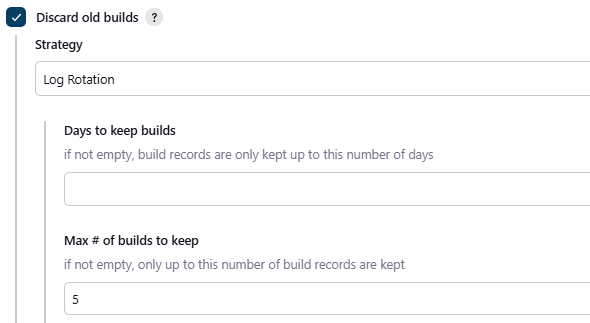 Discard old builds ?
Strategy
Log Rotation
Days to keep builds
if not empty, build records are only kept up to this number of days
Max # of builds to keep
if not empty, only up to this number of build records are kept
5